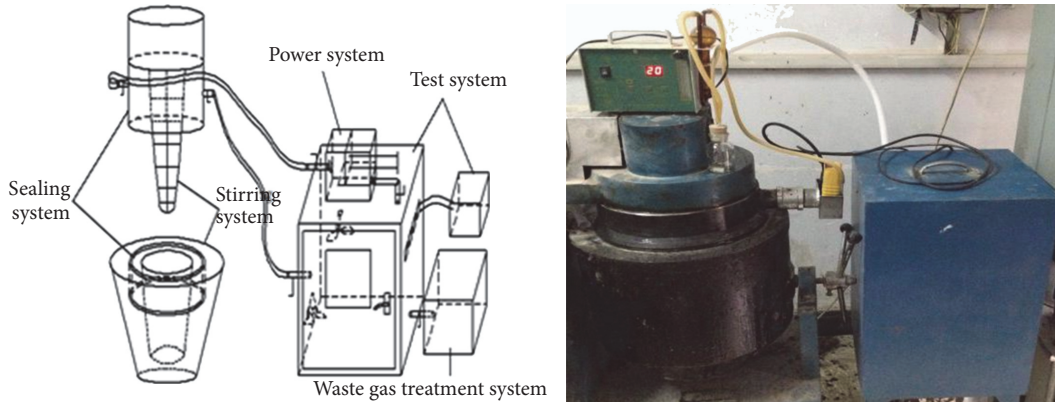 Power system
Test system
Sealing
system
Stirring
system
Waste gas treatment system
20